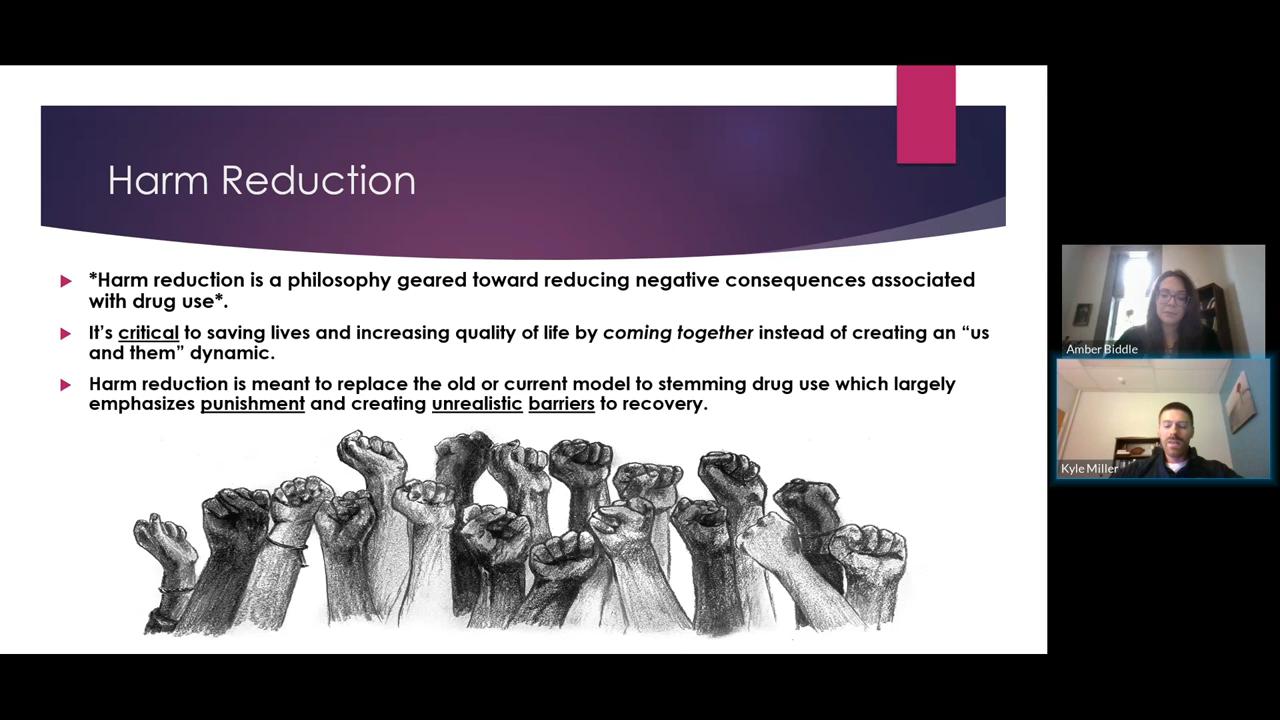 Harm Reduction
*Harm reduction is a philosophy geared toward reducing negative consequences associated
with drug use*.
It’s critical to saving lives and increasing quality of life by coming together instead of creating an “us
and them” dynamic.
Harm reduction is meant to replace the old or current model to stemming drug use which largely
emphasizes punishment and creating unrealistic barriers to recovery.
Amber Biddle
Kyle Miller